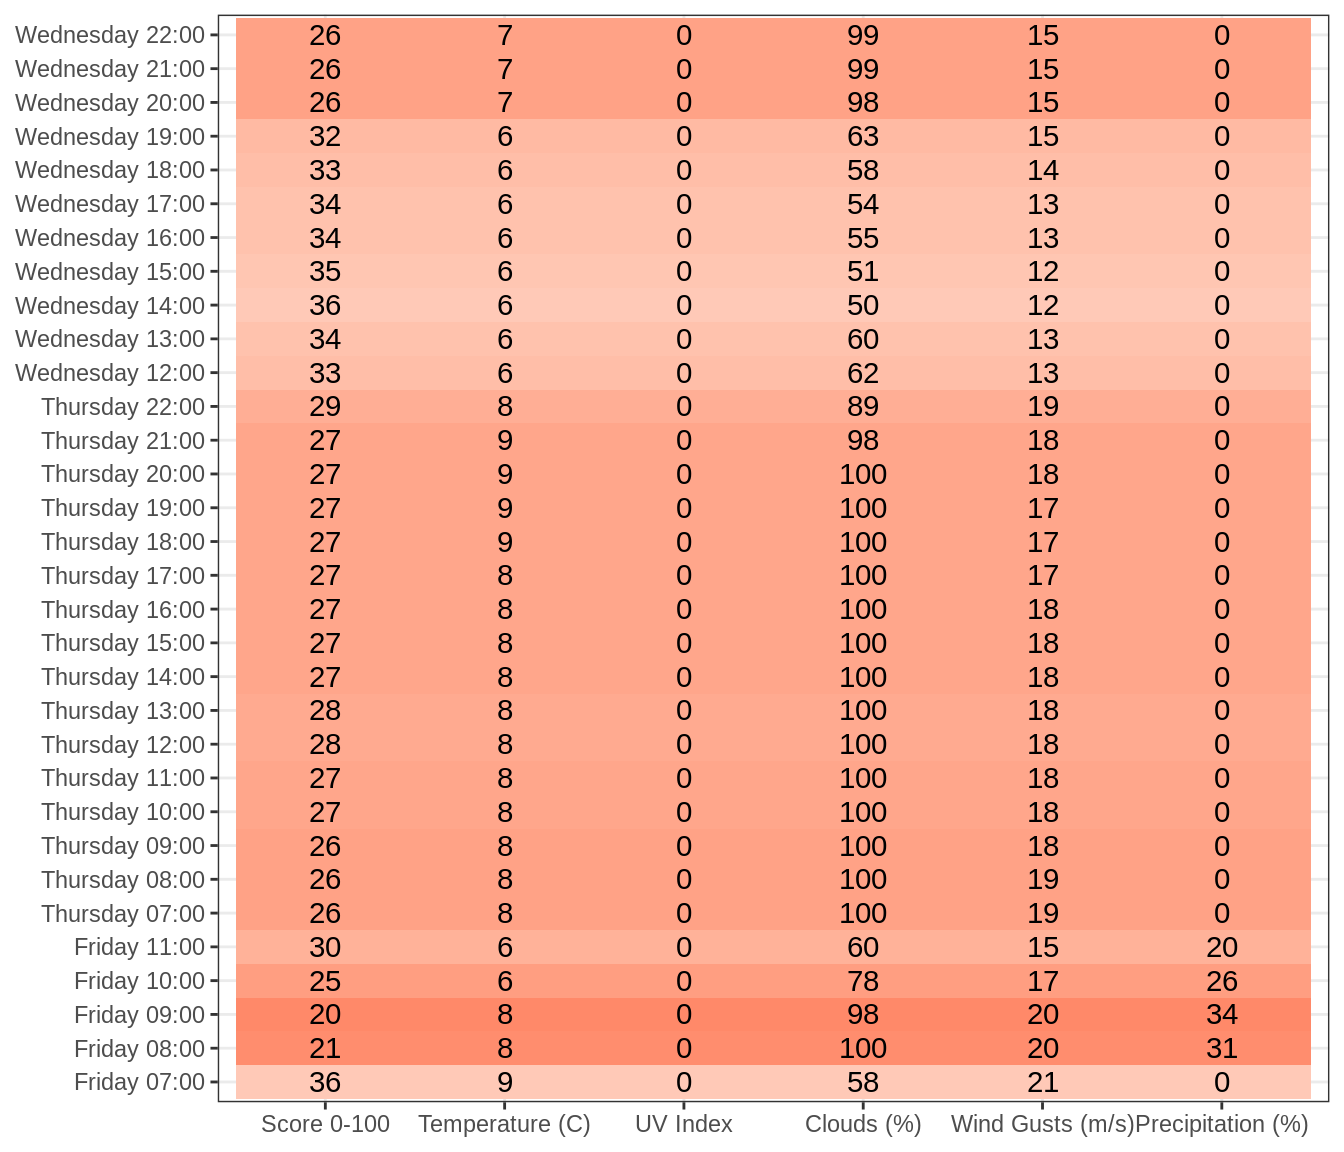 Wednesday 22:00 26 7 0 99 15 0
Wednesday 21:00 26 7 0 99 15 0
Wednesday 20:00 26 7 0 98 15 0
Wednesday 19:00 32 6 0 63 15 0
Wednesday 18:00 33 6 0 58 14 0
Wednesday 17:00 34 6 0 54 13 0
Wednesday 16:00 34 6 0 55 13 0
Wednesday 15:00 35 6 0 51 12 0
Wednesday 14:00 36 6 0 50 12 0
Wednesday 13:00 34 6 0 60 13 0
Wednesday 12:00 33 6 0 62 13 0
Thursday 22:00 29 8 0 89 19 0
Thursday 21:00 27 9 0 98 18 0
Thursday 20:00 27 9 0 100 18 0
Thursday 19:00 27 9 0 100 17 0
Thursday 18:00 27 9 0 100 17 0
Thursday 17:00 27 8 0 100 17 0
Thursday 16:00 27 8 0 100 18 0
Thursday 15:00 27 8 0 100 18 0
Thursday 14:00 27 8 0 100 18 0
Thursday 13:00 28 8 0 100 18 0
Thursday 12:00 28 8 0 100 18 0
Thursday 11:00 27 8 0 100 18 0
Thursday 10:00 27 8 0 100 18 0
Thursday 09:00 26 8 0 100 18 0
Thursday 08:00 26 8 0 100 19 0
Thursday 07:00 26 8 0 100 19 0
Friday 11:00 30 6 0 60 15 20
Friday 10:00 25 6 0 78 17 26
Friday 09:00 20 8 0 98 20 34
Friday 08:00 21 8 0 100 20 31
Friday 07:00 36 9 0 58 21 0
Score 0-100 Temperature (C) UV Index Clouds (%) Wind Gusts (m/s) Precipitation (%)